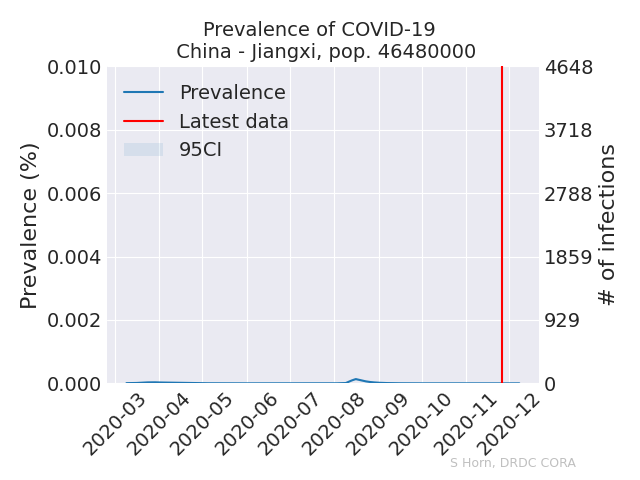 Prevalence of COVID-19
China - Jiangxi, pop. 46480000
Prevalence
Latest data
95CI
Prevalence (%)
0.010
0.008
0.006
0.004
0.002
0.000
4648
3718
2788
1859
929
0
# of infections
2020-03
2020-04
2020-05
2020-06
2020-07
2020-08
2020-09
2020-10
2020-11
2020-12
S Horn, DRDC CORA